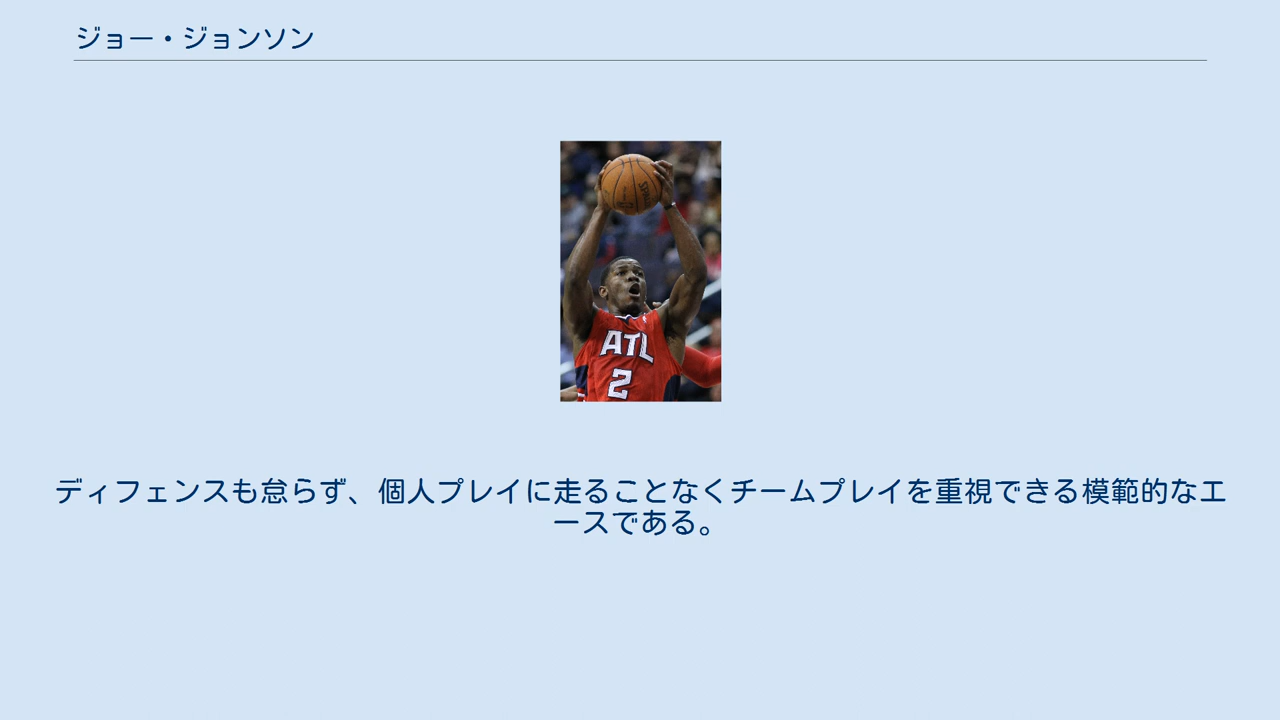 ジョー・ジョンソン
ATL
2
ディフェンスも怠らず、個人プレイに走ることなくチームプレイを重視できる模範的なエ
ースである。